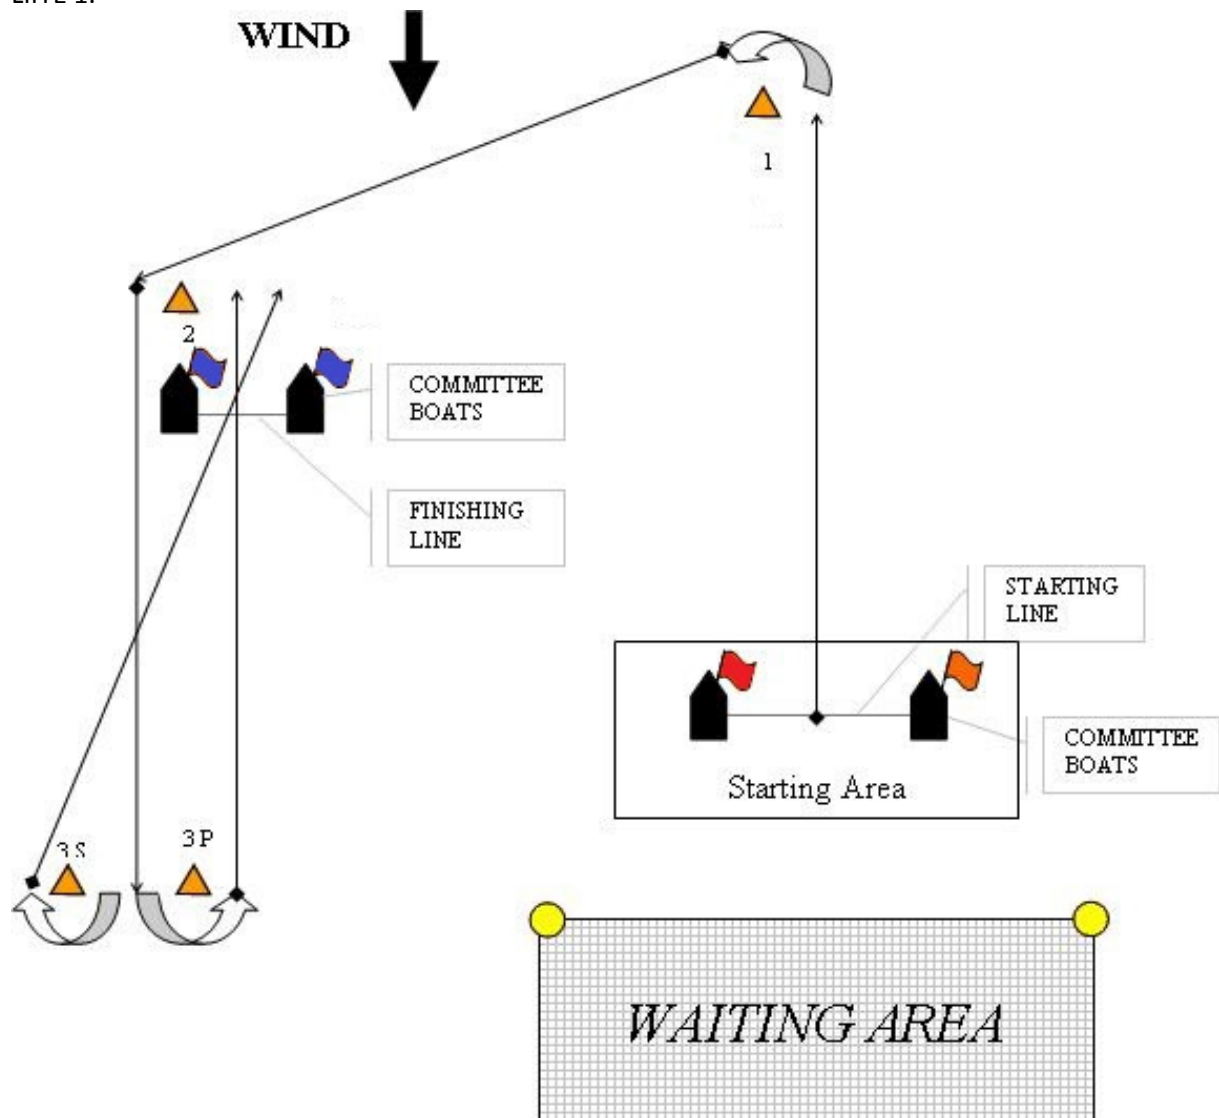 WIND
1
2
COMMITTEE
BOATS
FINISHING
LINE
STARTING
LINE
COMMITTEE
BOATS
Starting Area
3S
3P
WAITING AREA